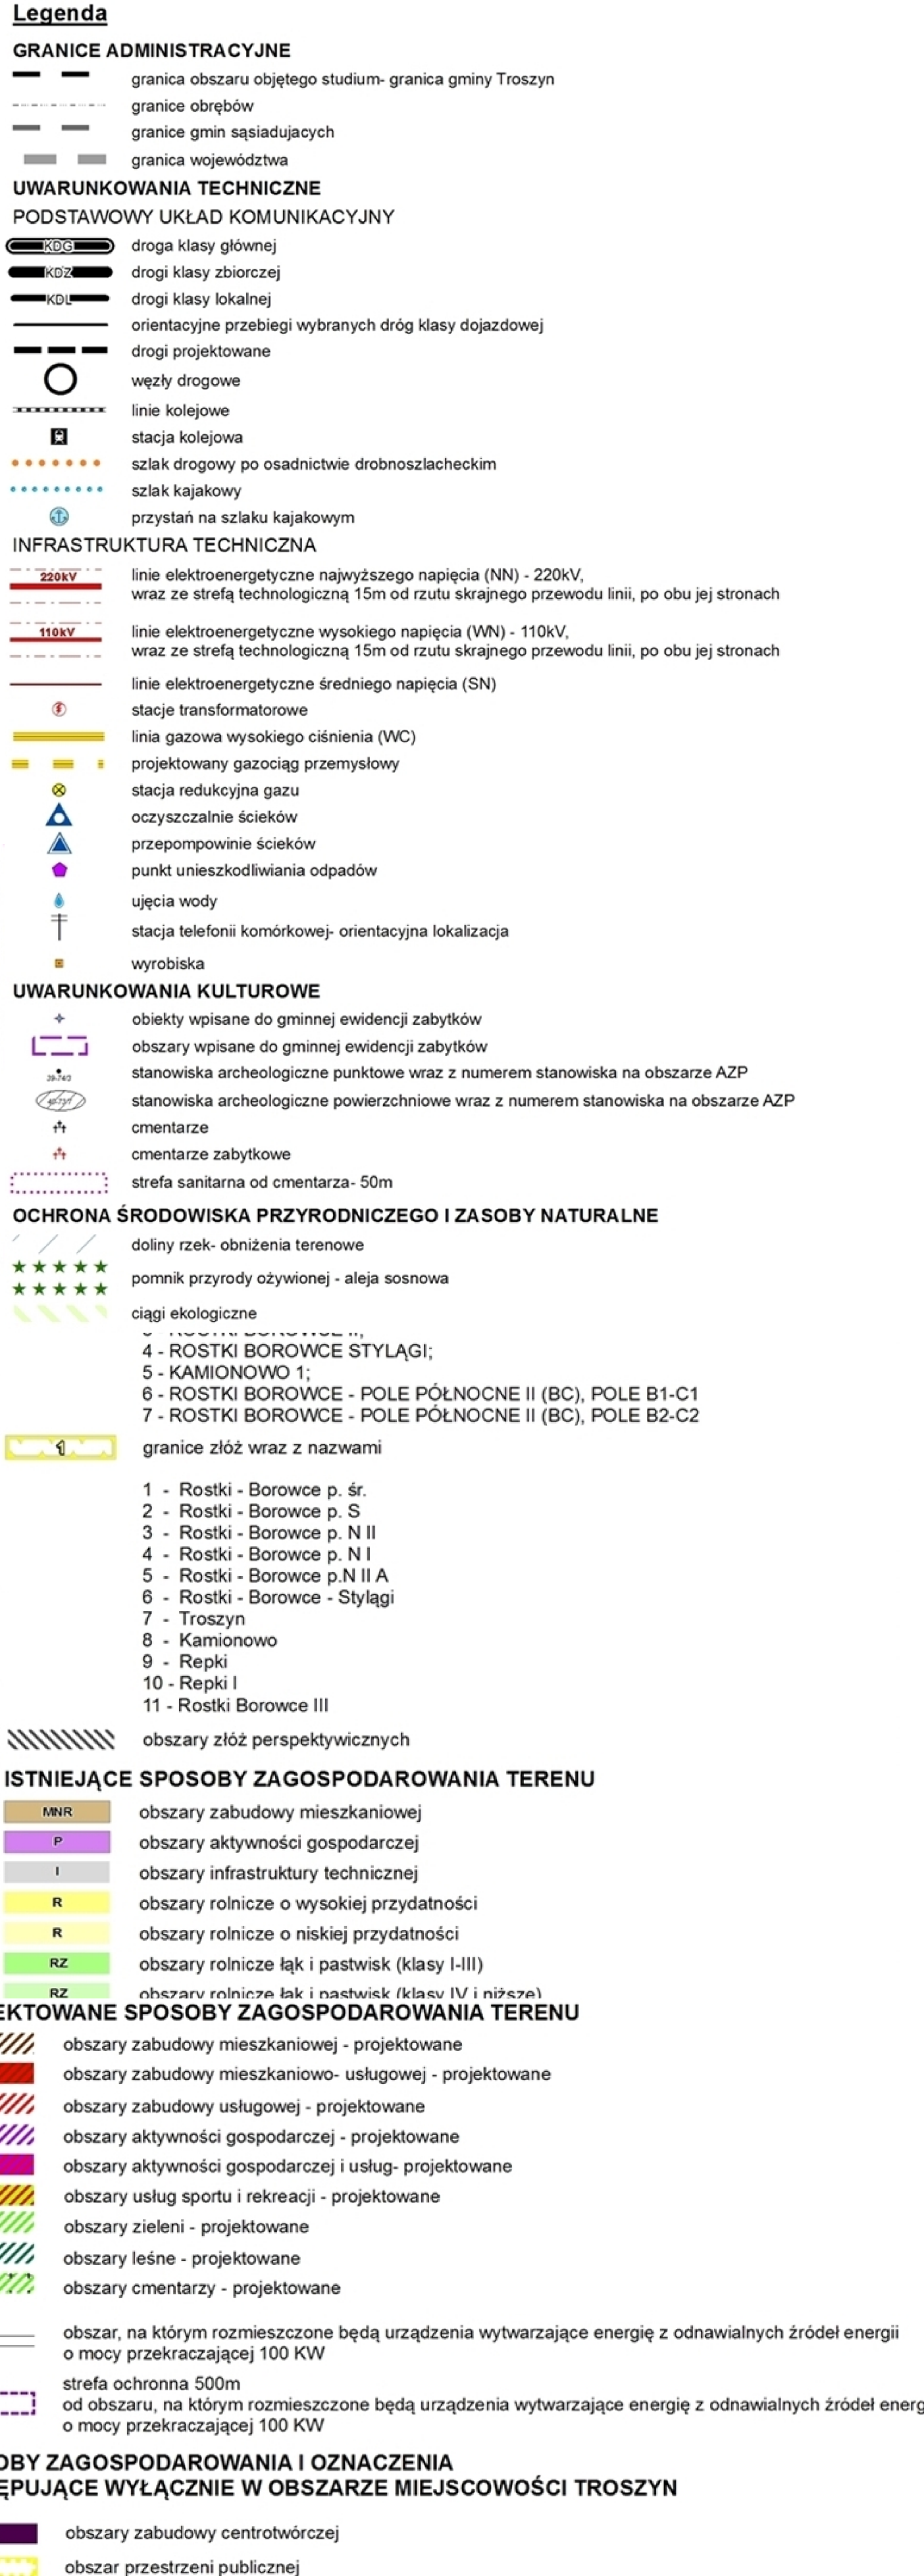 Legenda
GRANICE ADMINISTRACYJNE
granica obszaru objętego studium- granica gminy Troszyn
granice obrębów
granice gmin sąsiadujacych
granica województwa
UWARUNKOWANIA TECHNICZNE
PODSTAWOWY UKŁAD KOMUNIKACYJNY
KDG droga klasy głównej
KDZ drogi klasy zbiorczej
KDL drogi klasy lokalnej
orientacyjne przebiegi wybranych dróg klasy dojazdowej
drogi projektowane
węzły drogowe
linie kolejowe
stacja kolejowa
szlak drogowy po osadnictwie drobnoszlacheckim
szlak kajakowy
przystań na szlaku kajakowym
INFRASTRUKTURA TECHNICZNA
220kV linie elektroenergetyczne najwyższego napięcia (NN) - 220kV,
wraz ze strefą technologiczną 15m od rzutu skrajnego przewodu linii, po obu jej stronach
110kV linie elektroenergetyczne wysokiego napięcia (WN) - 110kV,
wraz ze strefą technologiczną 15m od rzutu skrajnego przewodu linii, po obu jej stronach
linie elektroenergetyczne średniego napięcia (SN)
stacje transformatorowe
linia gazowa wysokiego ciśnienia (WC)
projektowany gazociąg przemysłowy
stacja redukcyjna gazu
oczyszczalnie ścieków
przepompowinie ścieków
punkt unieszkodliwiania odpadów
ujęcia wody
stacja telefonii komórkowej- orientacyjna lokalizacja
wyrobiska
UWARUNKOWANIA KULTUROWE
obiekty wpisane do gminnej ewidencji zabytków
obszary wpisane do gminnej ewidencji zabytków
stanowiska archeologiczne punktowe wraz z numerem stanowiska na obszarze AZP
stanowiska archeologiczne powierzchniowe wraz z numerem stanowiska na obszarze AZP
cmentarze
cmentarze zabytkowe
strefa sanitarna od cmentarza- 50m
OCHRONA ŚRODOWISKA PRZYRODNICZEGO I ZASOBY NATURALNE
doliny rzek- obniżenia terenowe
pomnik przyrody ożywionej - aleja sosnowa
ciągi ekologiczne
4 - ROSTKI BOROWCE STYLĄGI;
5 - KAMIONOWO 1;
6 - ROSTKI BOROWCE - POLE PÓŁNOCNE II (BC), POLE B1-C1
7 - ROSTKI BOROWCE - POLE PÓŁNOCNE II (BC), POLE B2-C2
1 granice złóż wraz z nazwami
1 - Rostki - Borowce p. śr.
2 - Rostki - Borowce p. S
3 - Rostki - Borowce p. N II
4 - Rostki - Borowce p. N I
5 - Rostki - Borowce p.N II A
6 - Rostki - Borowce - Stylągi
7 - Troszyn
8 - Kamionowo
9 - Repki
10 - Repki I
11 - Rostki Borowce III
obszary złóż perspektywicznych
ISTNIEJĄCE SPOSOBY ZAGOSPODAROWANIA TERENU
MNR obszary zabudowy mieszkaniowej
P obszary aktywności gospodarczej
I obszary infrastruktury technicznej
R obszary rolnicze o wysokiej przydatności
R obszary rolnicze o niskiej przydatności
RZ obszary rolnicze łąk i pastwisk (klasy I-III)
RZ obszary rolnicze łąk i pastwisk (klasy IV i niższe)
EKTOWANE SPOSOBY ZAGOSPODAROWANIA TERENU
obszary zabudowy mieszkaniowej - projektowane
obszary zabudowy mieszkaniowo- usługowej - projektowane
obszary zabudowy usługowej - projektowane
obszary aktywności gospodarczej - projektowane
obszary aktywności gospodarczej i usług- projektowane
obszary usług sportu i rekreacji - projektowane
obszary zieleni - projektowane
obszary leśne - projektowane
obszary cmentarzy - projektowane
obszar, na którym rozmieszczone będą urządzenia wytwarzające energię z odnawialnych źródeł energii
o mocy przekraczającej 100 KW
strefa ochronna 500m
od obszaru, na którym rozmieszczone będą urządzenia wytwarzające energię z odnawialnych źródeł energ
o mocy przekraczającej 100 KW
OBY ZAGOSPODAROWANIA I OZNACZENIA
ĘPUJĄCE WYŁĄCZNIE W OBSZARZE MIEJSCOWOŚCI TROSZYN
obszary zabudowy centrotwórczej
obszar przestrzeni publicznej